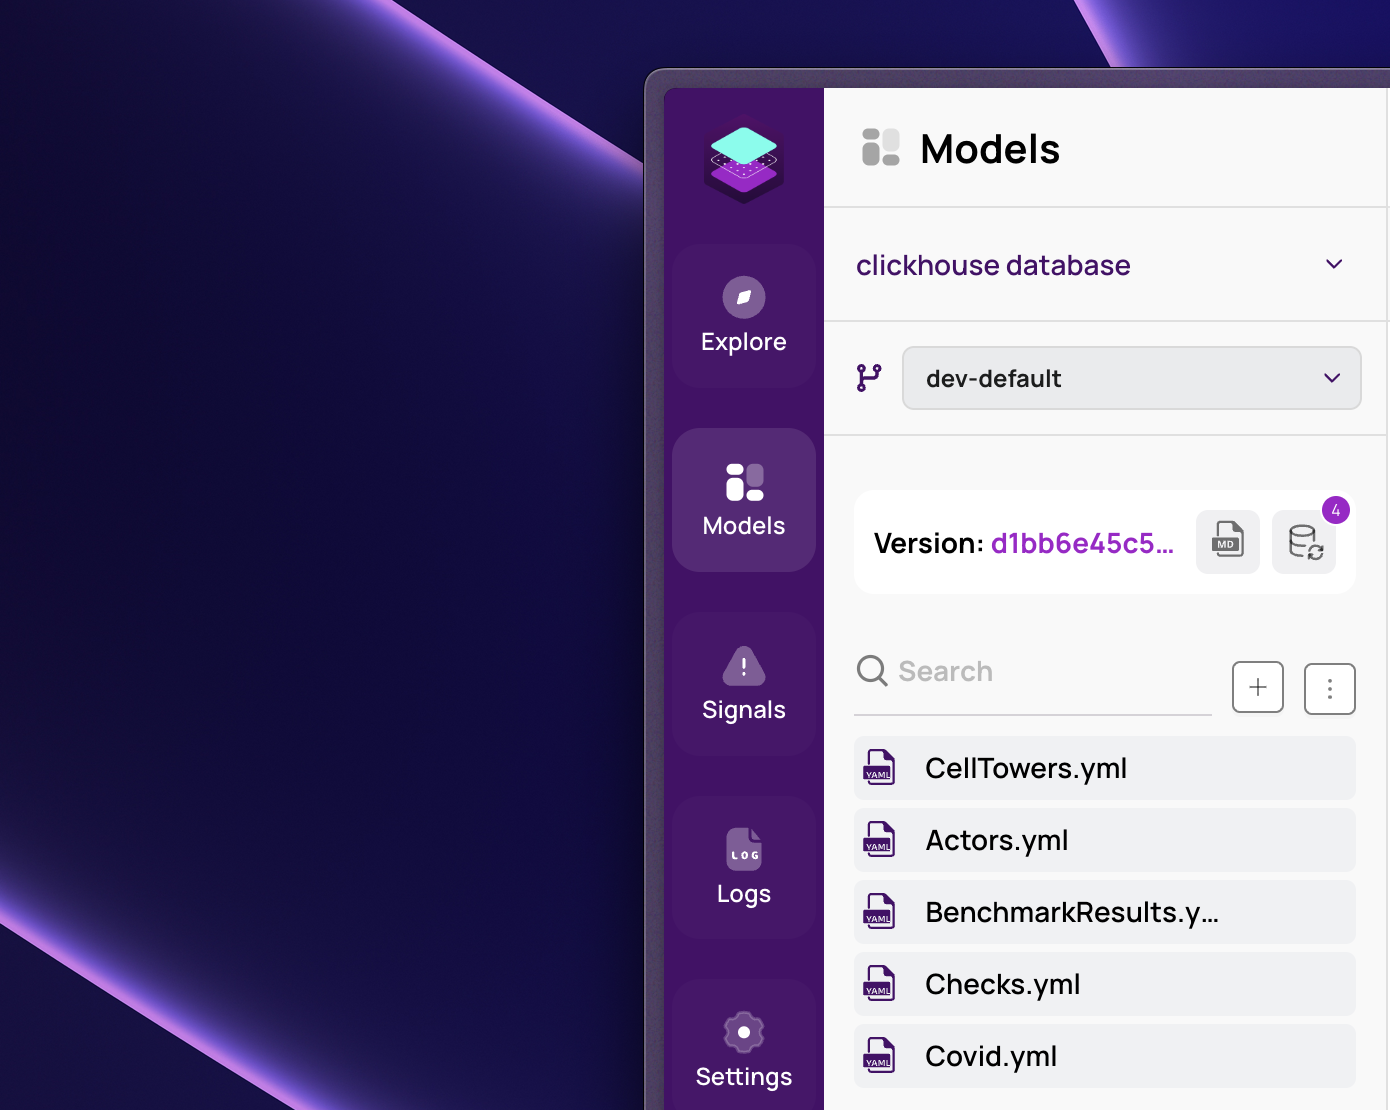 Models
clickhouse database
dev-default
Version: d1bb6e45c5...
MD
4
Search
YAML CellTowers.yml
YAML Actors.yml
YAML BenchmarkResults.y...
YAML Checks.yml
YAML Covid.yml
Explore
Models
Signals
LOG
Logs
Settings